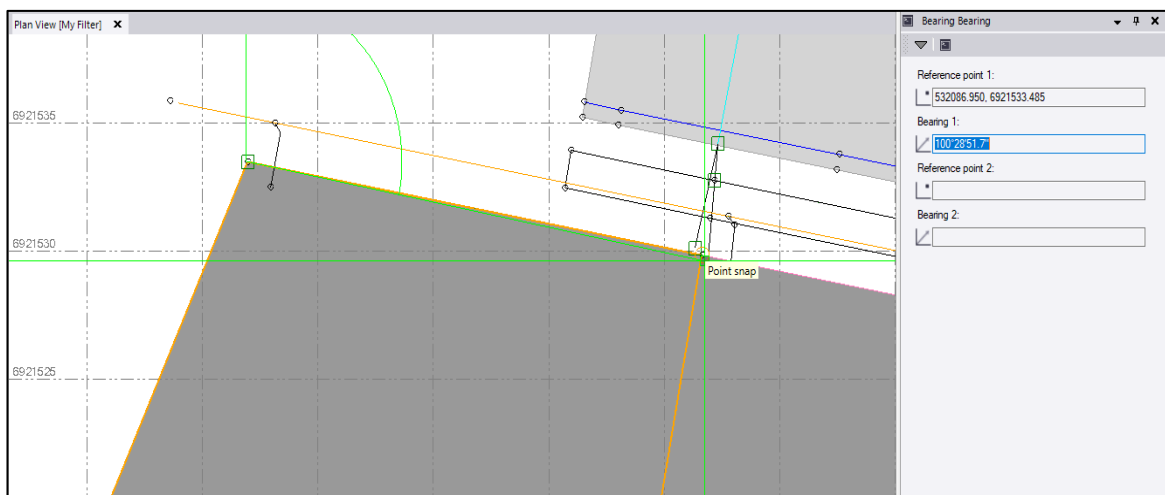 Plan View [My Filter] X
Bearing Bearing
Reference point 1:
532086.950, 6921533.485
Bearing 1:
100°28'51.7"
Reference point 2:
Bearing 2:
6921535
6921530
Point snap
6921525